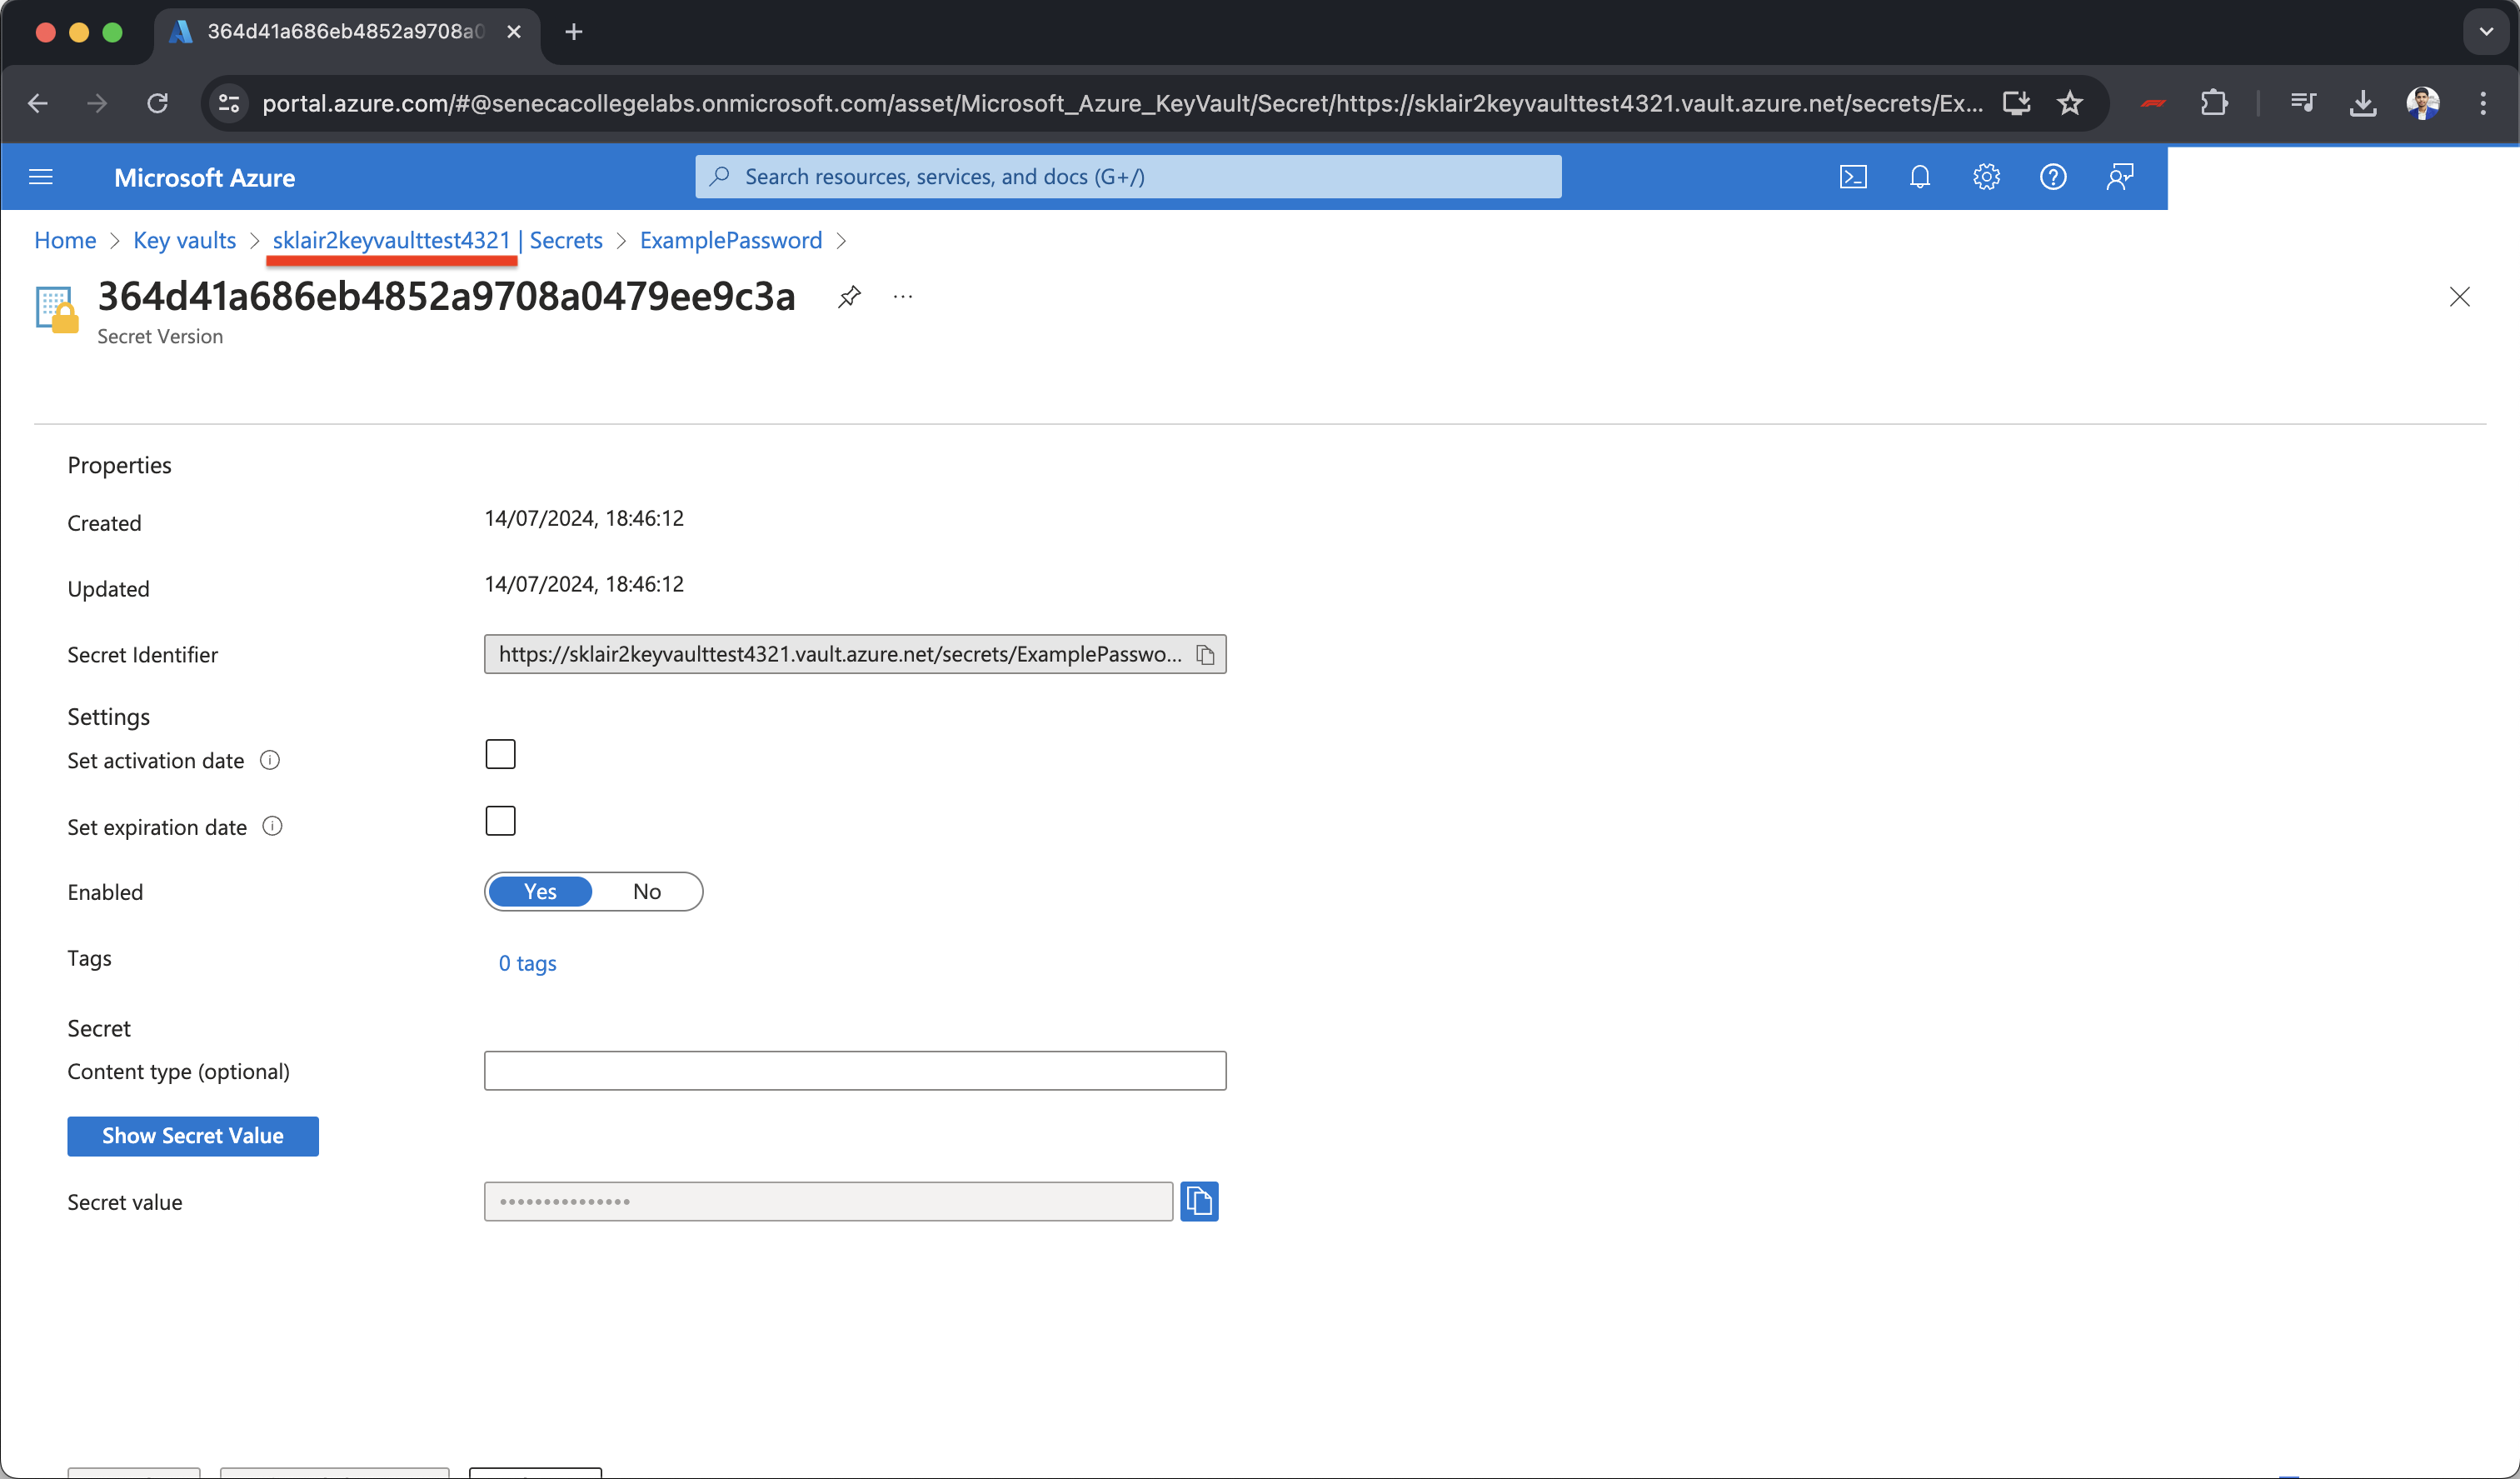 364d41a686eb4852a9708a0
portal.azure.com/#@senecacollegelabs.onmicrosoft.com/asset/Microsoft_Azure_KeyVault/Secret/https://sklair2keyvaulttest4321.vault.azure.net/secrets/Ex...
Microsoft Azure
Search resources, services, and docs (G+/)
Home > Key vaults > sklair2keyvaulttest4321 | Secrets > ExamplePassword >
364d41a686eb4852a9708a0479ee9c3a
Secret Version
Properties
Created 14/07/2024, 18:46:12
Updated 14/07/2024, 18:46:12
Secret Identifier https://sklair2keyvaulttest4321.vault.azure.net/secrets/ExamplePasswo...
Settings
Set activation date
Set expiration date
Enabled Yes No
Tags 0 tags
Secret
Content type (optional)
Show Secret Value
Secret value •••••••••••••••